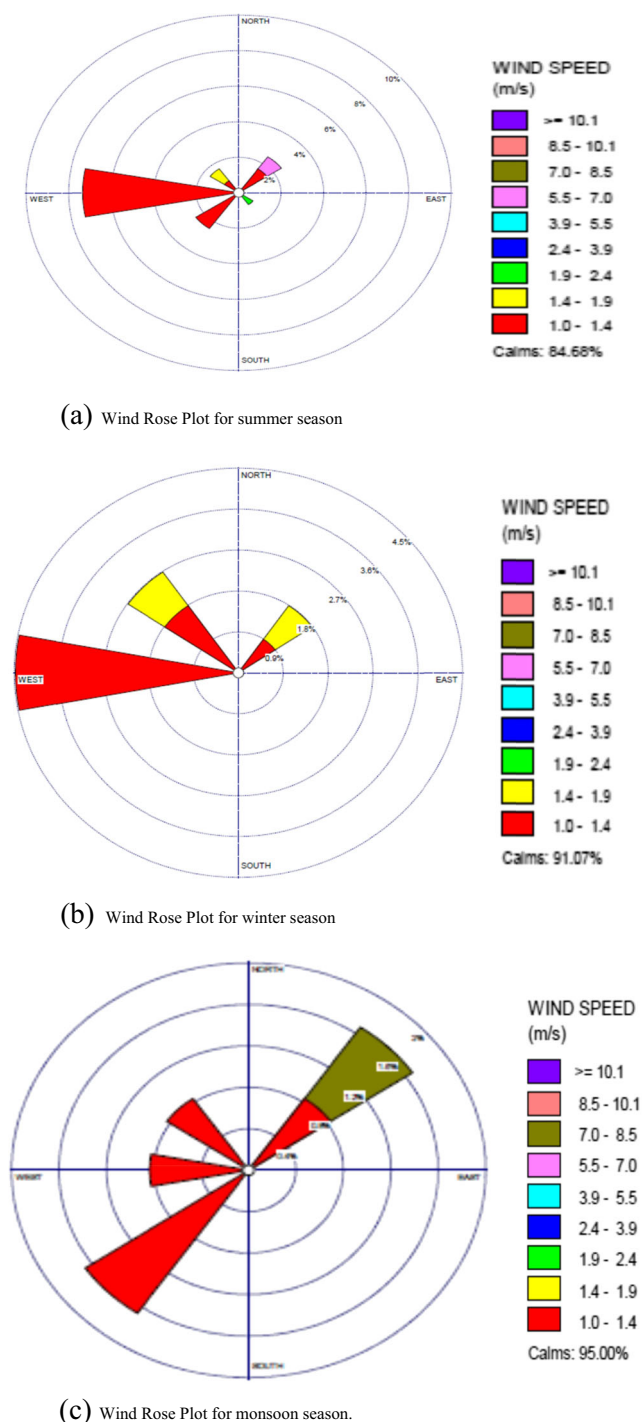 NORTH
10%
8%
6%
4%
2%
WEST
EAST
SOUTH
WIND SPEED
(m/s)
>= 10.1
8.5 - 10.1
7.0 - 8.5
5.5 - 7.0
3.9 - 5.5
2.4 - 3.9
1.9 - 2.4
1.4 - 1.9
1.0 - 1.4
Calms: 84.68%
(a) Wind Rose Plot for summer season
NORTH
4.5%
3.6%
2.7%
1.8%
0.9%
WEST
EAST
SOUTH
WIND SPEED
(m/s)
>= 10.1
8.5 - 10.1
7.0 - 8.5
5.5 - 7.0
3.9 - 5.5
2.4 - 3.9
1.9 - 2.4
1.4 - 1.9
1.0 - 1.4
Calms: 91.07%
(b) Wind Rose Plot for winter season
NORTH
2%
1.6%
1.2%
0.8%
0.4%
WEST
EAST
SOUTH
WIND SPEED
(m/s)
>= 10.1
8.5 - 10.1
7.0 - 8.5
5.5 - 7.0
3.9 - 5.5
2.4 - 3.9
1.9 - 2.4
1.4 - 1.9
1.0 - 1.4
Calms: 95.00%
(c) Wind Rose Plot for monsoon season.